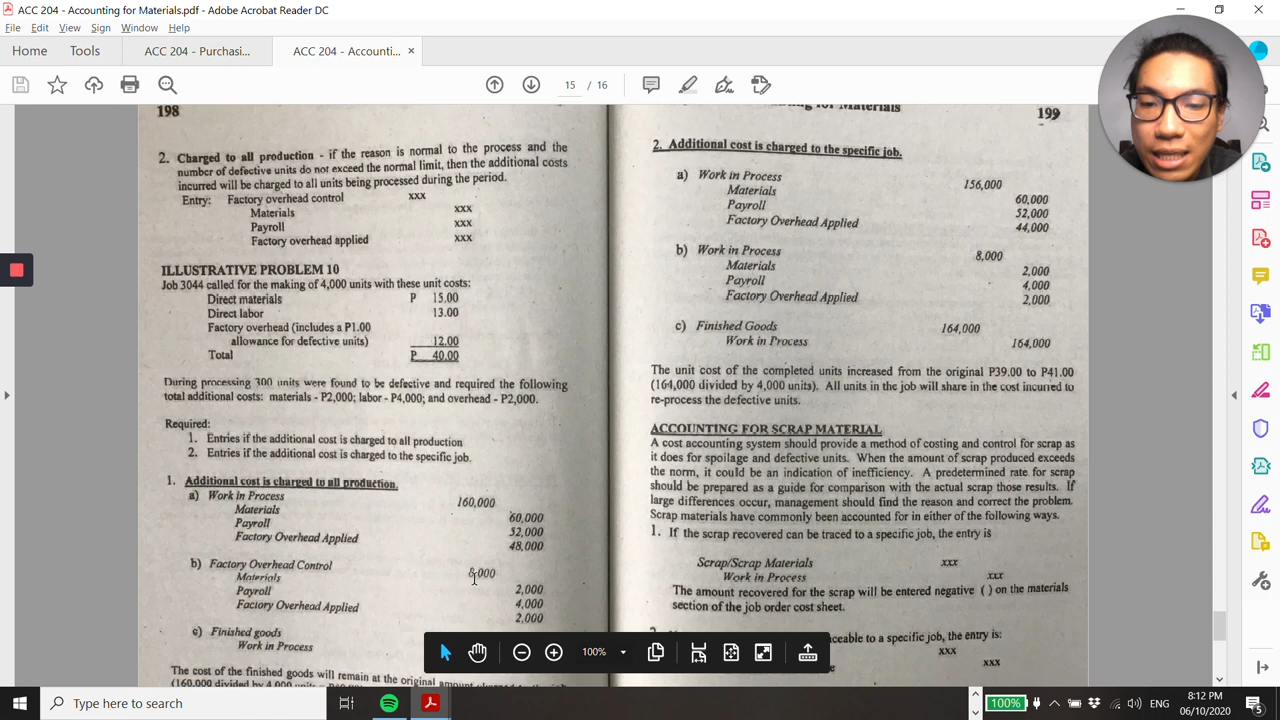 ACC 204 - Accounting for Materials.pdf - Adobe Acrobat Reader DC
File Edit View Sign Window Help
Home Tools ACC 204 - Purchasi... ACC 204 - Accounti... ×
15 / 16
198
2. Charged to all production - if the reason is normal to the process and the
number of defective units do not exceed the normal limit, then the additional costs
incurred will be charged to all units being processed during the period.
Entry: Factory overhead control xxx
Materials xxx
Payroll xxx
Factory overhead applied xxx
ILLUSTRATIVE PROBLEM 10
Job 3044 called for the making of 4,000 units with these unit costs:
Direct materials P 15.00
Direct labor 13.00
Factory overhead (includes a P1.00
allowance for defective units) 12.00
Total P 40.00
During processing 300 units were found to be defective and required the following
total additional costs: materials - P2,000; labor - P4,000; and overhead - P2,000.
Required:
1. Entries if the additional cost is charged to all production
2. Entries if the additional cost is charged to the specific job.
1. Additional cost is charged to all production.
a) Work in Process 160,000
Materials 60,000
Payroll 52,000
Factory Overhead Applied 48,000
b) Factory Overhead Control 8,000
Materials 2,000
Payroll 4,000
Factory Overhead Applied 2,000
c) Finished goods
Work in Process
The cost of the finished goods will remain at the original amount
(160,000 divided by 4,000 units
for Materials
199
2. Additional cost is charged to the specific job.
a) Work in Process 156,000
Materials 60,000
Payroll 52,000
Factory Overhead Applied 44,000
b) Work in Process 8,000
Materials 2,000
Payroll 4,000
Factory Overhead Applied 2,000
c) Finished Goods 164,000
Work in Process 164,000
The unit cost of the completed units increased from the original P39.00 to P41.00
(164,000 divided by 4,000 units). All units in the job will share in the cost incurred to
re-process the defective units.
ACCOUNTING FOR SCRAP MATERIAL
A cost accounting system should provide a method of costing and control for scrap as
it does for spoilage and defective units. When the amount of scrap produced exceeds
the norm, it could be an indication of inefficiency. A predetermined rate for scrap
should be prepared as a guide for comparison with the actual scrap those results. If
large differences occur, management should find the reason and correct the problem.
Scrap materials have commonly been accounted for in either of the following ways.
1. If the scrap recovered can be traced to a specific job, the entry is
Scrap/Scrap Materials xxx
Work in Process xxx
The amount recovered for the scrap will be entered negative ( ) on the materials
section of the job order cost sheet.
aceable to a specific job, the entry is:
xxx
xxx
100%
Type here to search
100% ENG 8:12 PM
06/10/2020
5